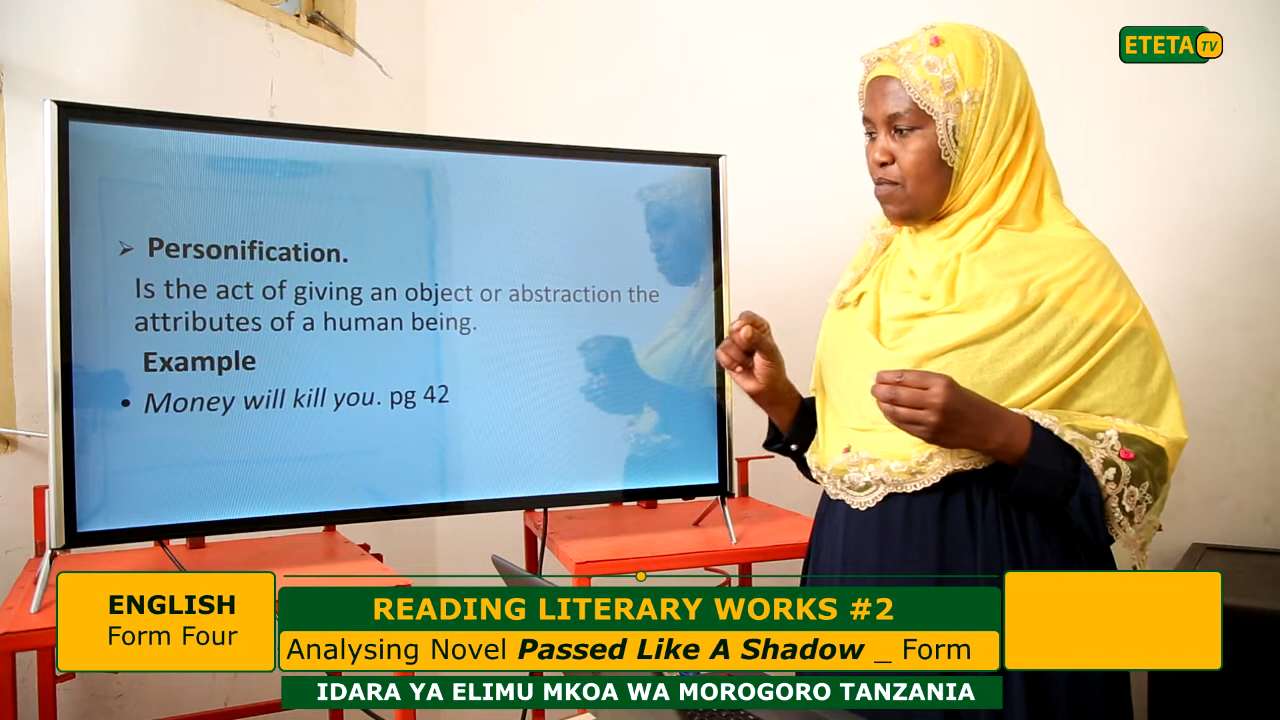 ETETA TV
Personification.
Is the act of giving an object or abstraction the
attributes of a human being.
Example
• Money will kill you. pg 42
ENGLISH
Form Four
READING LITERARY WORKS #2
Analysing Novel Passed Like A Shadow _ Form
IDARA YA ELIMU MKOA WA MOROGORO TANZANIA